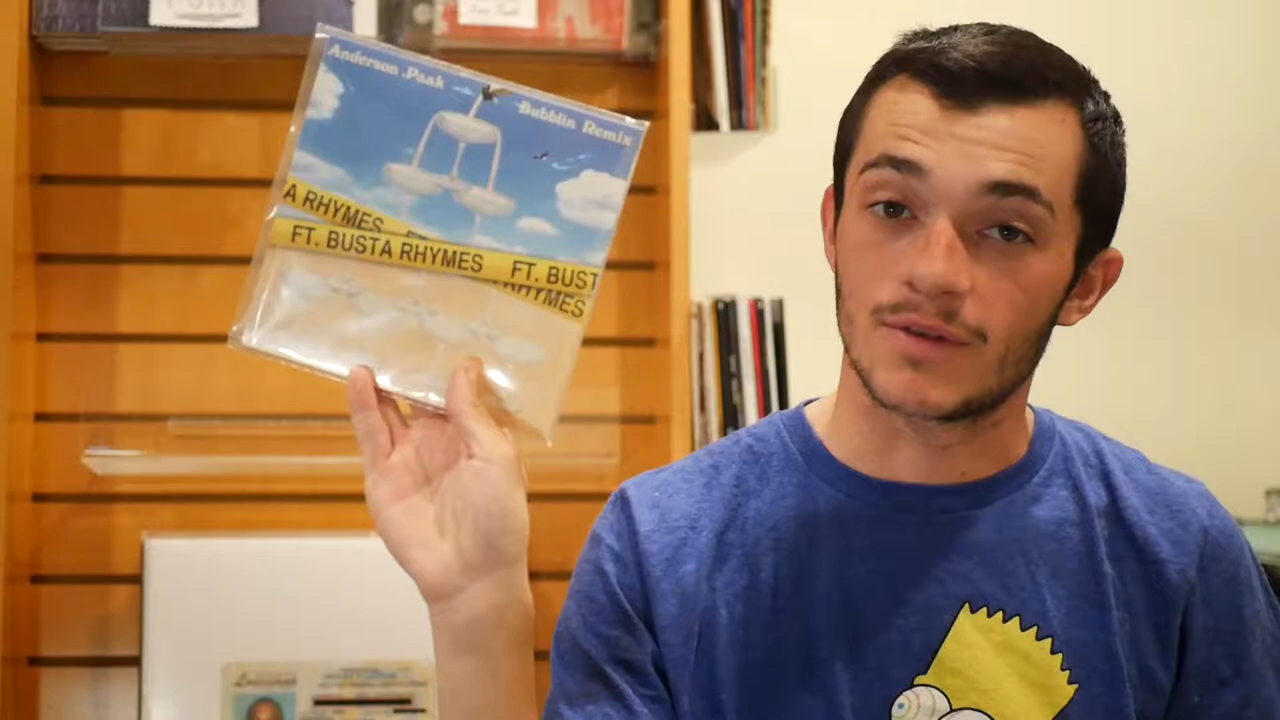 Anderson .Paak
Bubblin Remix
A RHYMES
FT. BUSTA RHYMES FT. BUST
RHYMES